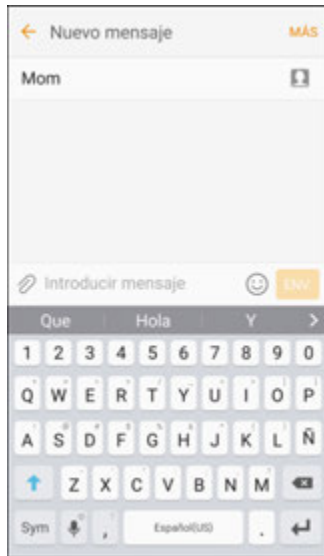 Nuevo mensaje MÁS
Mom
Introducir mensaje ENV
Que Hola Y
1 2 3 4 5 6 7 8 9 0
Q W E R T Y U I O P
A S D F G H J K L Ñ
Z X C V B N M
Sym , Español(US) .